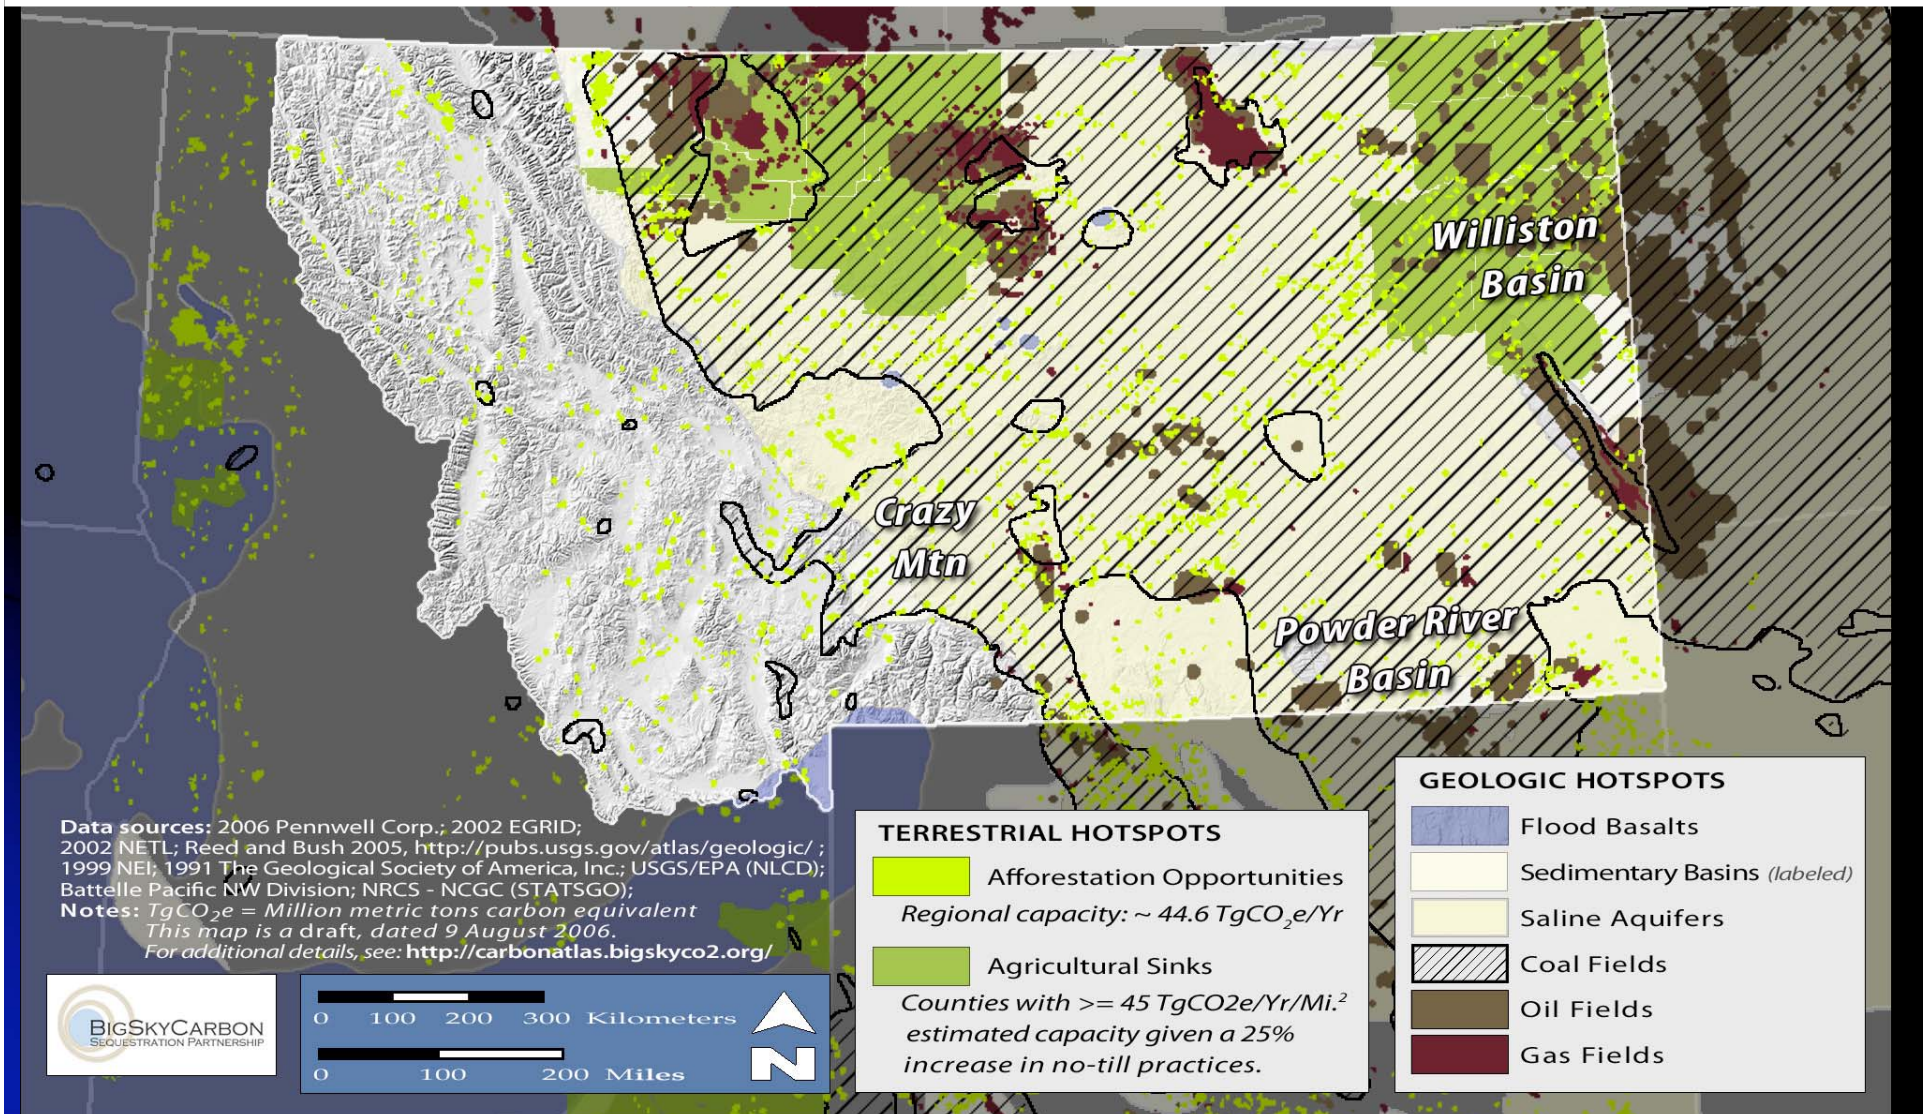 Williston
Basin
Crazy
Mtn
Powder River
Basin
Data sources: 2006 Pennwell Corp.; 2002 EGRID;
2002 NETL; Reed and Bush 2005, http://pubs.usgs.gov/atlas/geologic/ ;
1999 NEI; 1991 The Geological Society of America, Inc.; USGS/EPA (NLCD);
Battelle Pacific NW Division; NRCS - NCGC (STATSGO);
Notes: TgCO₂e = Million metric tons carbon equivalent
This map is a draft, dated 9 August 2006.
For additional details, see: http://carbonatlas.bigskyco2.org/
BIGSKYCARBON
SEQUESTRATION PARTNERSHIP
0 100 200 300 Kilometers
0 100 200 Miles
N
TERRESTRIAL HOTSPOTS
Afforestation Opportunities
Regional capacity: ~ 44.6 TgCO₂e/Yr
Agricultural Sinks
Counties with >= 45 TgCO2e/Yr/Mi.²
estimated capacity given a 25%
increase in no-till practices.
GEOLOGIC HOTSPOTS
Flood Basalts
Sedimentary Basins (labeled)
Saline Aquifers
Coal Fields
Oil Fields
Gas Fields